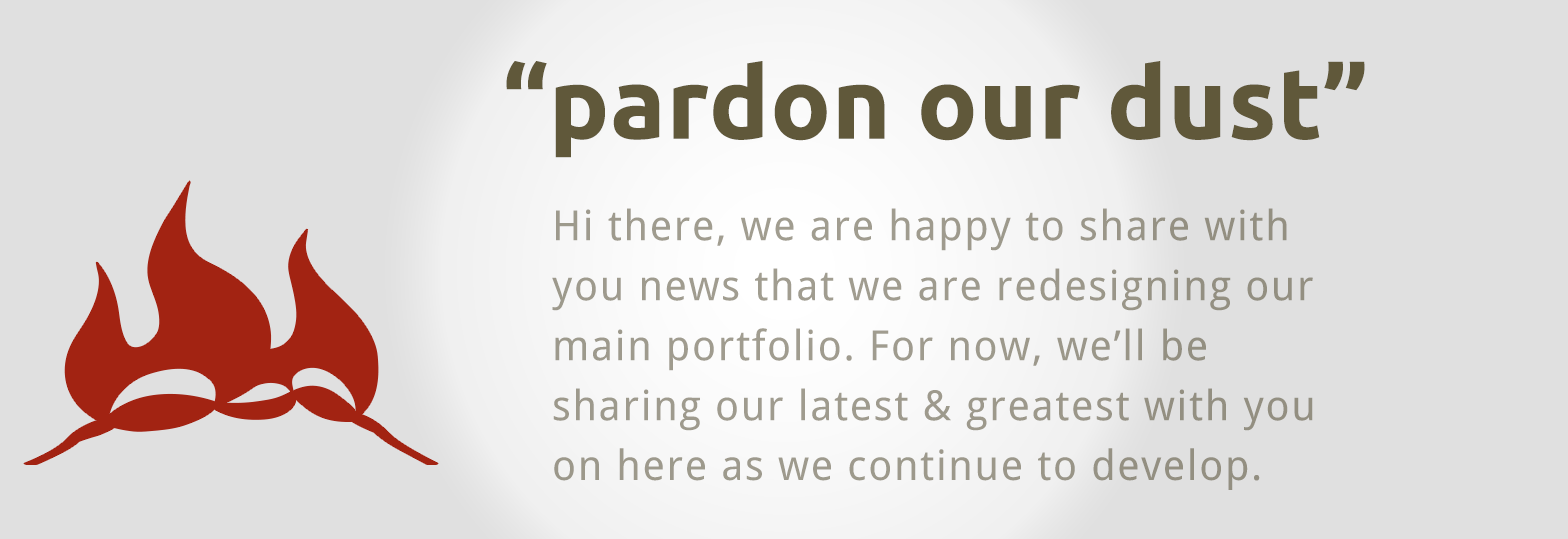 “pardon our dust”
Hi there, we are happy to share with
you news that we are redesigning our
main portfolio. For now, we’ll be
sharing our latest & greatest with you
on here as we continue to develop.